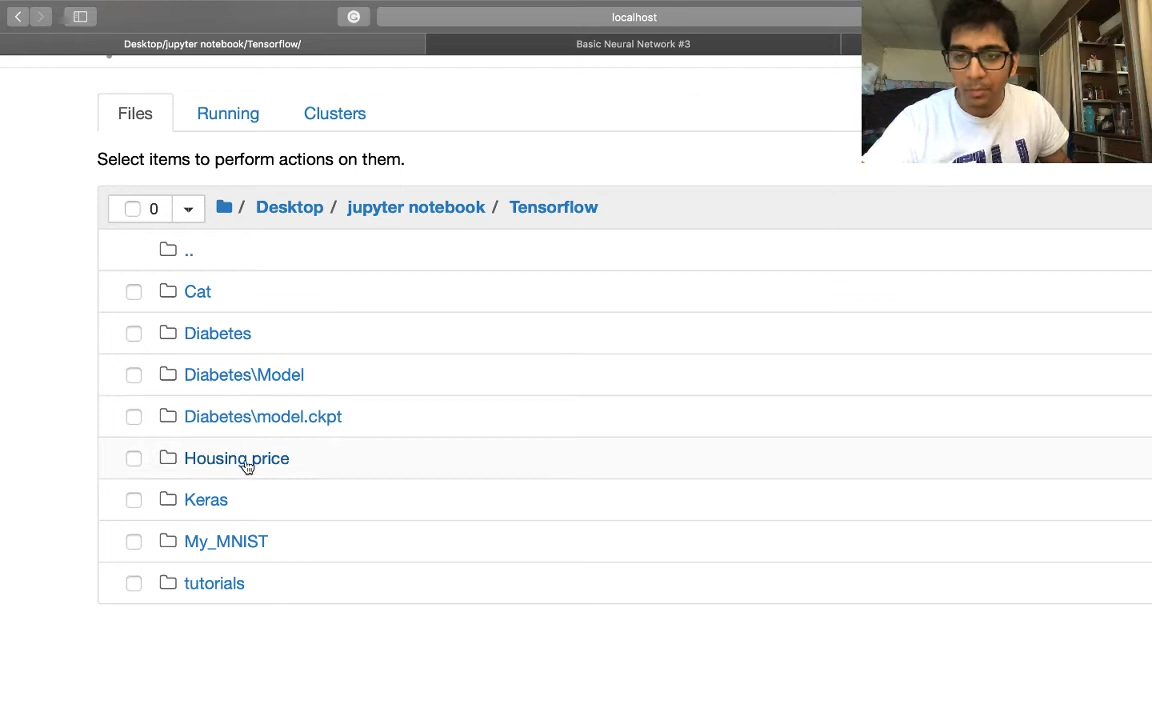 localhost
Desktop/jupyter notebook/Tensorflow/
Basic Neural Network #3
Files Running Clusters
Select items to perform actions on them.
0 / Desktop / jupyter notebook / Tensorflow
..
Cat
Diabetes
Diabetes\Model
Diabetes\model.ckpt
Housing price
Keras
My_MNIST
tutorials